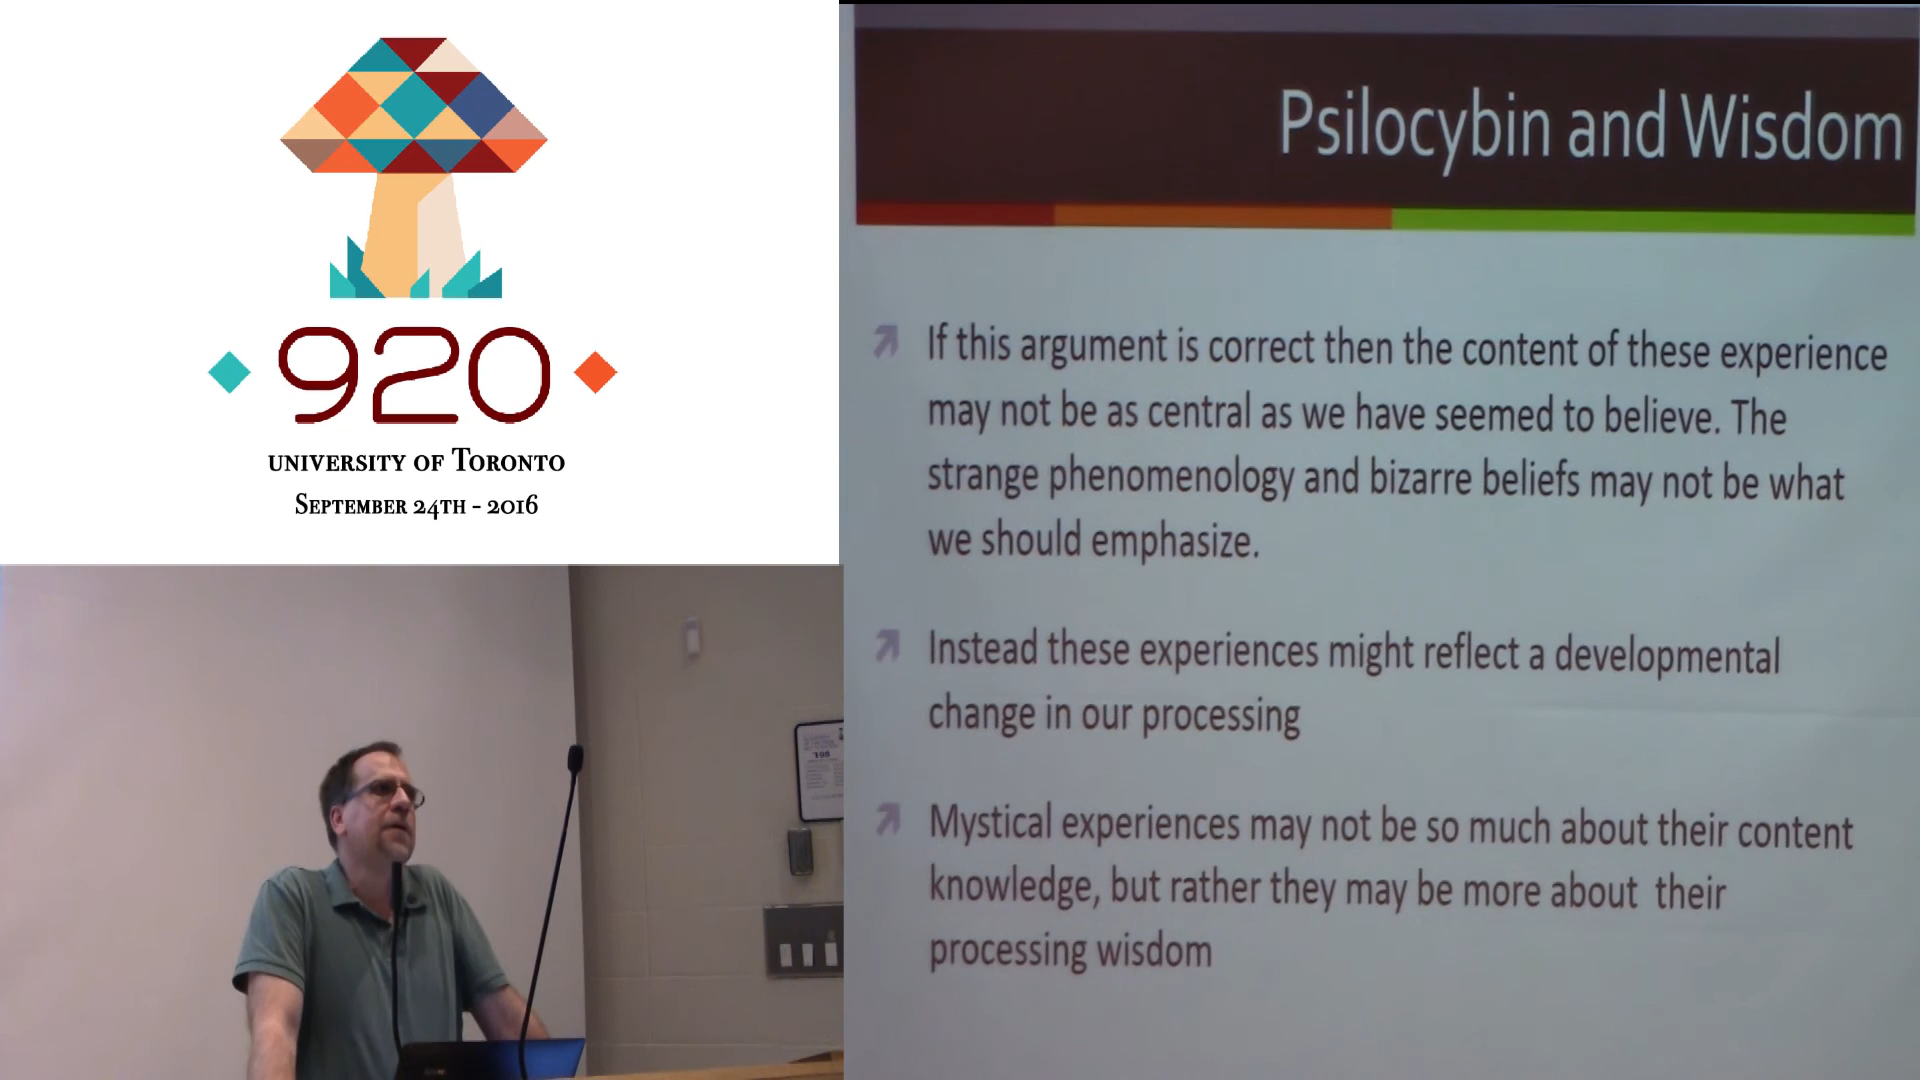 920
UNIVERSITY OF TORONTO
SEPTEMBER 24TH - 2016
Psilocybin and Wisdom
If this argument is correct then the content of these experience
may not be as central as we have seemed to believe. The
strange phenomenology and bizarre beliefs may not be what
we should emphasize.
Instead these experiences might reflect a developmental
change in our processing
Mystical experiences may not be so much about their content
knowledge, but rather they may be more about their
processing wisdom